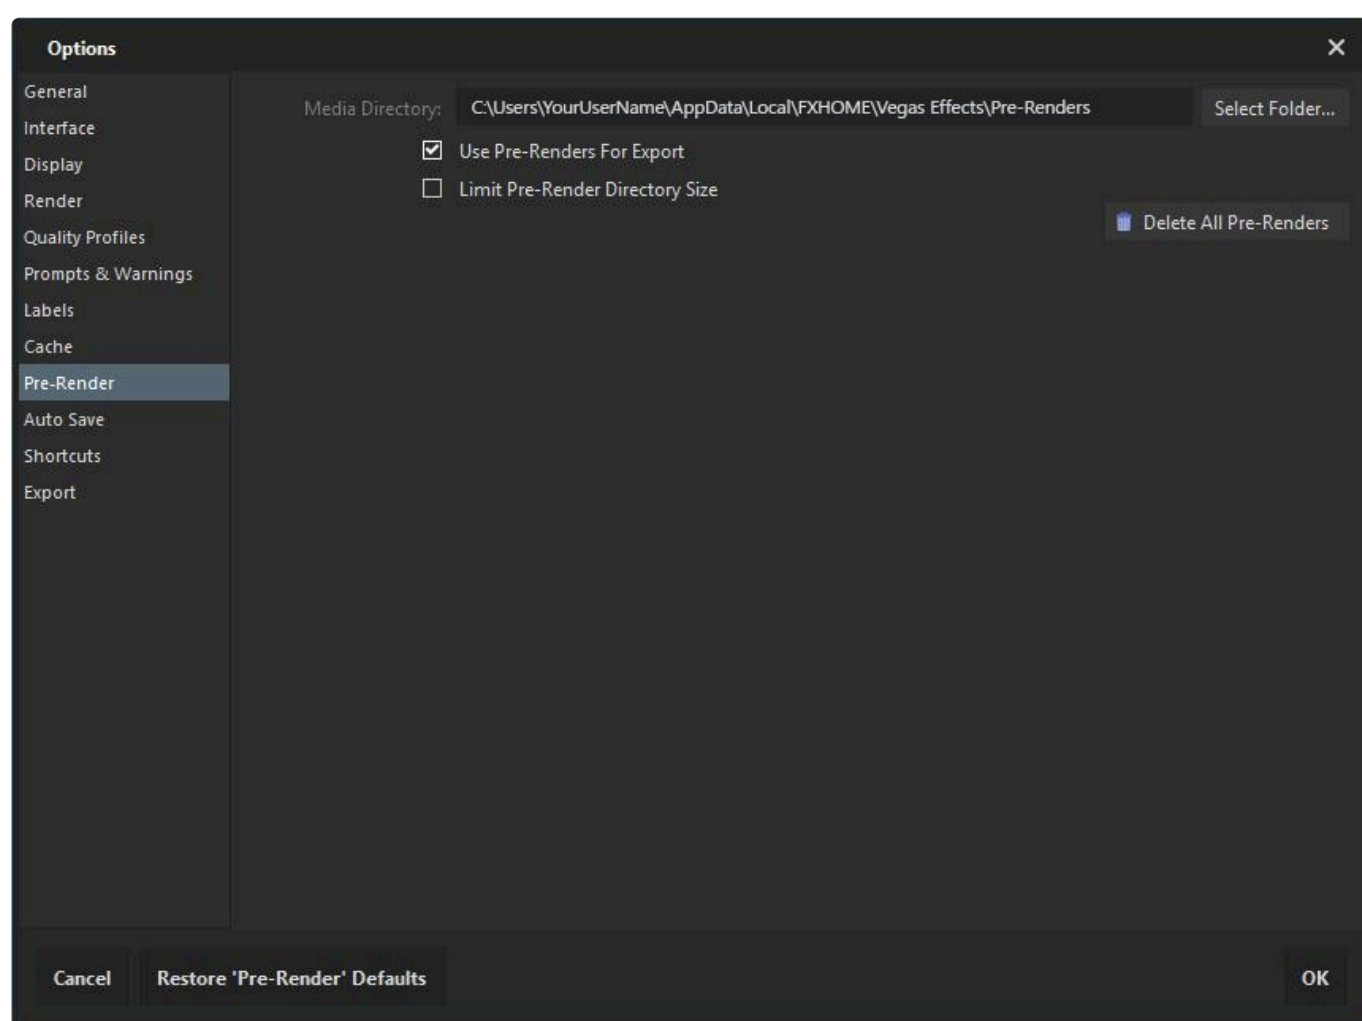 Options
General
Interface
Display
Render
Quality Profiles
Prompts & Warnings
Labels
Cache
Pre-Render
Auto Save
Shortcuts
Export
Media Directory: C:\Users\YourUserName\AppData\Local\FXHOME\Vegas Effects\Pre-Renders Select Folder...
Use Pre-Renders For Export
Limit Pre-Render Directory Size
Delete All Pre-Renders
Cancel Restore 'Pre-Render' Defaults OK